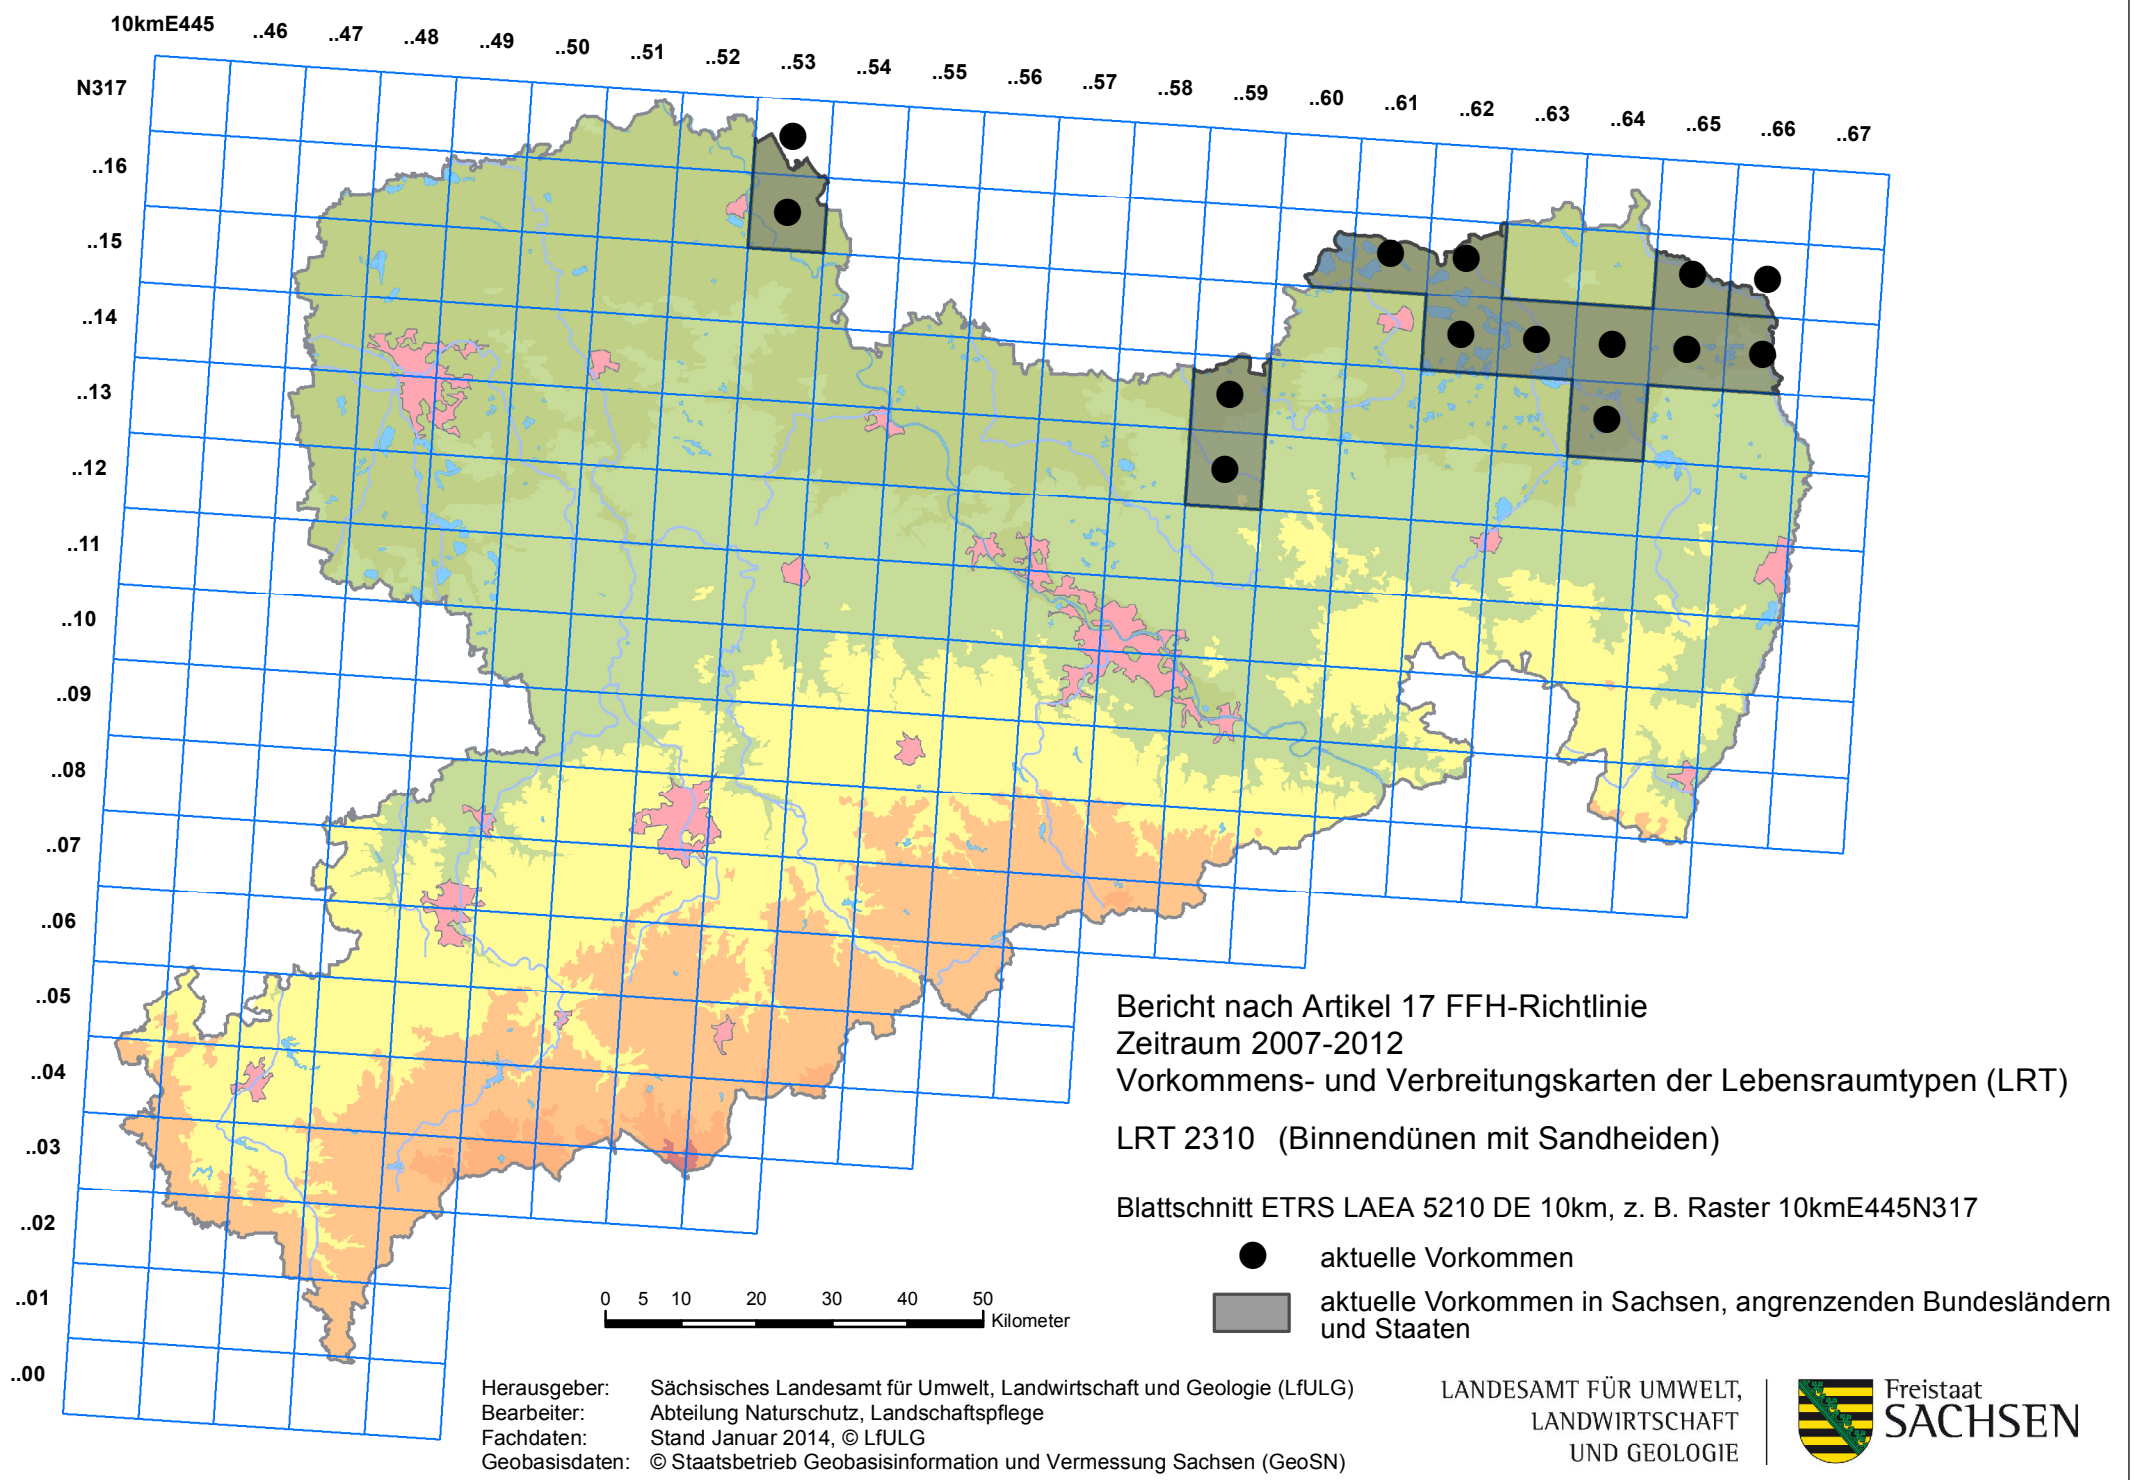 10kmE445 ..46 ..47 ..48 ..49 ..50 ..51 ..52 ..53 ..54 ..55 ..56 ..57 ..58 ..59 ..60 ..61 ..62 ..63 ..64 ..65 ..66 ..67
N317
..16
..15
..14
..13
..12
..11
..10
..09
..08
..07
..06
..05
..04
..03
..02
..01
..00
Bericht nach Artikel 17 FFH-Richtlinie
Zeitraum 2007-2012
Vorkommens- und Verbreitungskarten der Lebensraumtypen (LRT)
LRT 2310 (Binnendünen mit Sandheiden)
Blattschnitt ETRS LAEA 5210 DE 10km, z. B. Raster 10kmE445N317
aktuelle Vorkommen
aktuelle Vorkommen in Sachsen, angrenzenden Bundesländern
und Staaten
0 5 10 20 30 40 50
Kilometer
Herausgeber: Sächsisches Landesamt für Umwelt, Landwirtschaft und Geologie (LfULG)
Bearbeiter: Abteilung Naturschutz, Landschaftspflege
Fachdaten: Stand Januar 2014, © LfULG
Geobasisdaten: © Staatsbetrieb Geobasisinformation und Vermessung Sachsen (GeoSN)
LANDESAMT FÜR UMWELT,
LANDWIRTSCHAFT
UND GEOLOGIE
Freistaat
SACHSEN